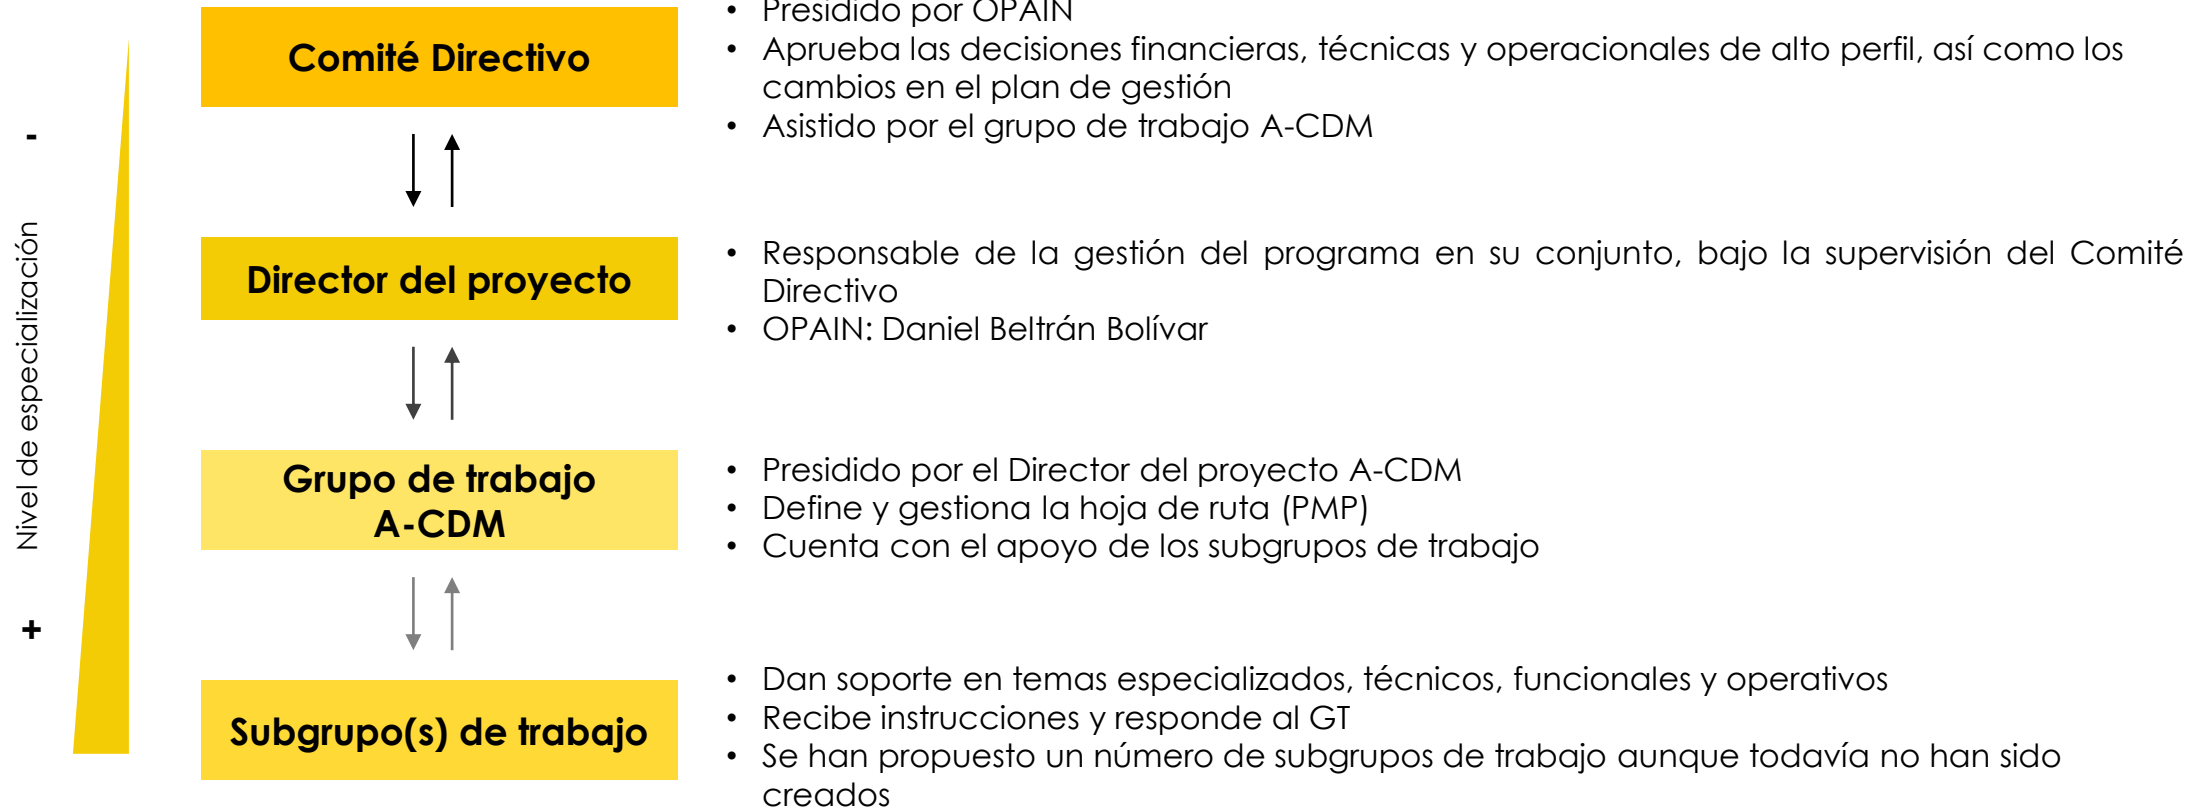 Presidido por OPAIN
Comité Directivo
• Aprueba las decisiones financieras, técnicas y operacionales de alto perfil, así como los
cambios en el plan de gestión
• Asistido por el grupo de trabajo A-CDM
-
Nivel de especialización
+
Director del proyecto
• Responsable de la gestión del programa en su conjunto, bajo la supervisión del Comité
Directivo
• OPAIN: Daniel Beltrán Bolívar
Grupo de trabajo
A-CDM
• Presidido por el Director del proyecto A-CDM
• Define y gestiona la hoja de ruta (PMP)
• Cuenta con el apoyo de los subgrupos de trabajo
Subgrupo(s) de trabajo
• Dan soporte en temas especializados, técnicos, funcionales y operativos
• Recibe instrucciones y responde al GT
• Se han propuesto un número de subgrupos de trabajo aunque todavía no han sido
creados